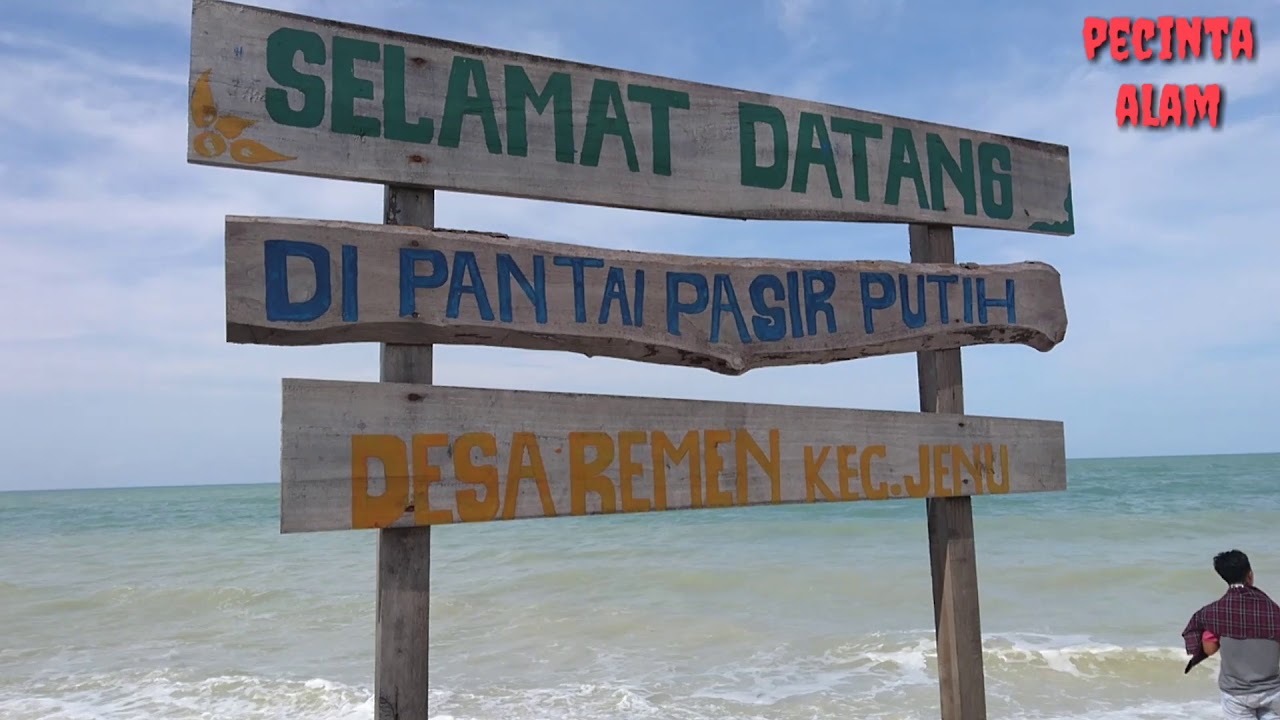 SELAMAT DATANG
DI PANTAI PASIR PUTIH
DESA REMEN KEC. JENU
PECINTA
ALAM